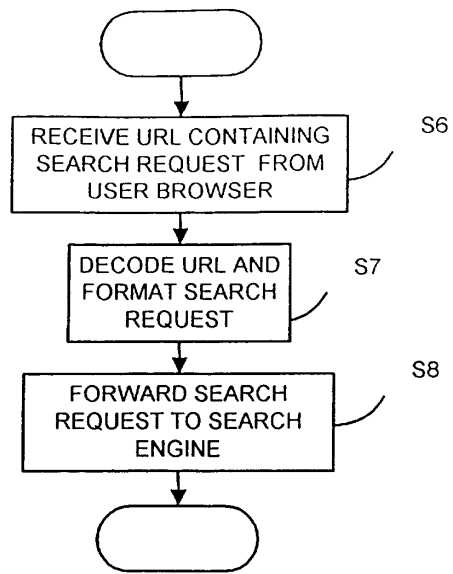 RECEIVE URL CONTAINING
SEARCH REQUEST FROM
USER BROWSER
S6
DECODE URL AND
FORMAT SEARCH
REQUEST
S7
FORWARD SEARCH
REQUEST TO SEARCH
ENGINE
S8